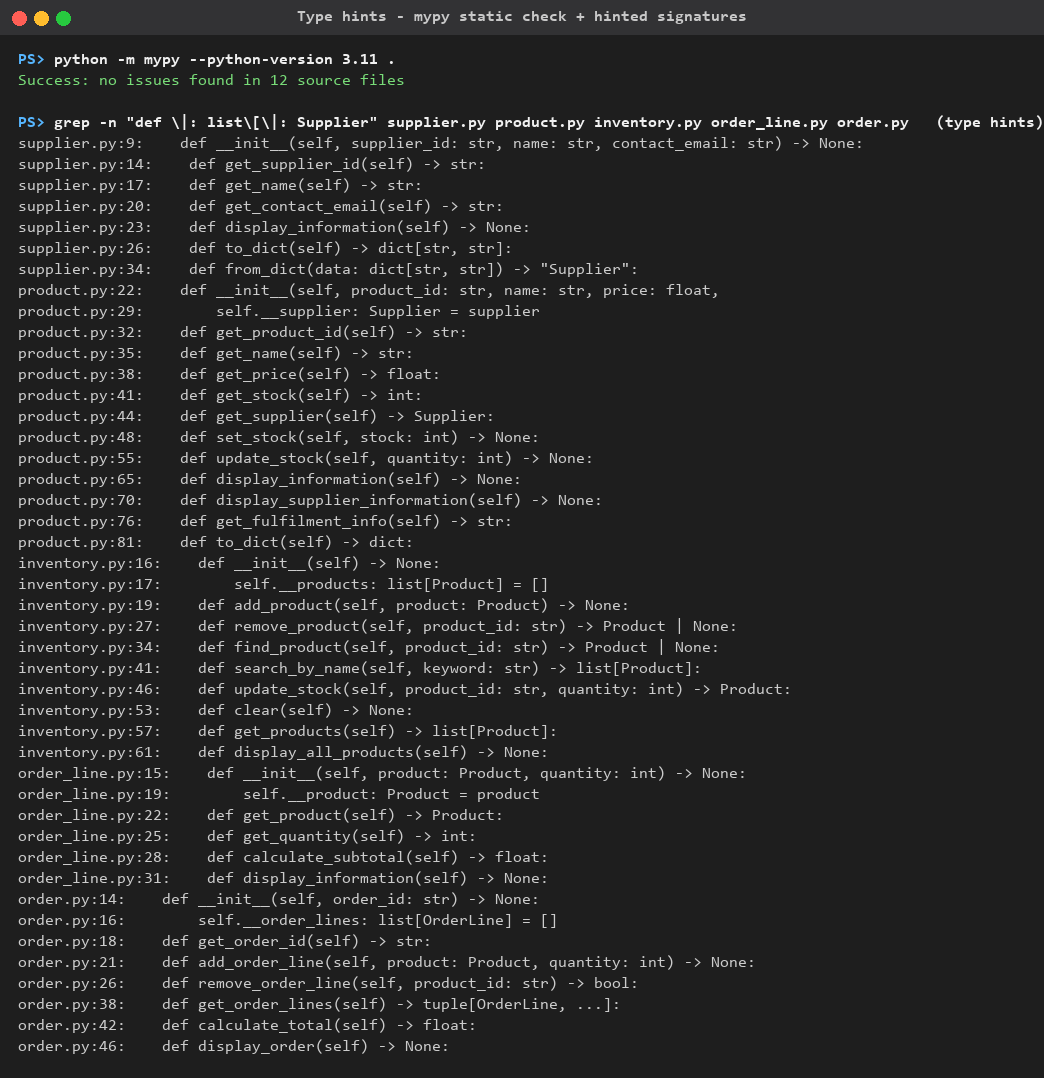 Type hints - mypy static check + hinted signatures
PS> python -m mypy --python-version 3.11 .
Success: no issues found in 12 source files
PS> grep -n "def \|: list\[\|: Supplier" supplier.py product.py inventory.py order_line.py order.py   (type hints)
supplier.py:9:    def __init__(self, supplier_id: str, name: str, contact_email: str) -> None:
supplier.py:14:    def get_supplier_id(self) -> str:
supplier.py:17:    def get_name(self) -> str:
supplier.py:20:    def get_contact_email(self) -> str:
supplier.py:23:    def display_information(self) -> None:
supplier.py:26:    def to_dict(self) -> dict[str, str]:
supplier.py:34:    def from_dict(data: dict[str, str]) -> "Supplier":
product.py:22:    def __init__(self, product_id: str, name: str, price: float,
product.py:29:        self.__supplier: Supplier = supplier
product.py:32:    def get_product_id(self) -> str:
product.py:35:    def get_name(self) -> str:
product.py:38:    def get_price(self) -> float:
product.py:41:    def get_stock(self) -> int:
product.py:44:    def get_supplier(self) -> Supplier:
product.py:48:    def set_stock(self, stock: int) -> None:
product.py:55:    def update_stock(self, quantity: int) -> None:
product.py:65:    def display_information(self) -> None:
product.py:70:    def display_supplier_information(self) -> None:
product.py:76:    def get_fulfilment_info(self) -> str:
product.py:81:    def to_dict(self) -> dict:
inventory.py:16:    def __init__(self) -> None:
inventory.py:17:        self.__products: list[Product] = []
inventory.py:19:    def add_product(self, product: Product) -> None:
inventory.py:27:    def remove_product(self, product_id: str) -> Product | None:
inventory.py:34:    def find_product(self, product_id: str) -> Product | None:
inventory.py:41:    def search_by_name(self, keyword: str) -> list[Product]:
inventory.py:46:    def update_stock(self, product_id: str, quantity: int) -> Product:
inventory.py:53:    def clear(self) -> None:
inventory.py:57:    def get_products(self) -> list[Product]:
inventory.py:61:    def display_all_products(self) -> None:
order_line.py:15:    def __init__(self, product: Product, quantity: int) -> None:
order_line.py:19:        self.__product: Product = product
order_line.py:22:    def get_product(self) -> Product:
order_line.py:25:    def get_quantity(self) -> int:
order_line.py:28:    def calculate_subtotal(self) -> float:
order_line.py:31:    def display_information(self) -> None:
order.py:14:    def __init__(self, order_id: str) -> None:
order.py:16:        self.__order_lines: list[OrderLine] = []
order.py:18:    def get_order_id(self) -> str:
order.py:21:    def add_order_line(self, product: Product, quantity: int) -> None:
order.py:26:    def remove_order_line(self, product_id: str) -> bool:
order.py:38:    def get_order_lines(self) -> tuple[OrderLine, ...]:
order.py:42:    def calculate_total(self) -> float:
order.py:46:    def display_order(self) -> None: